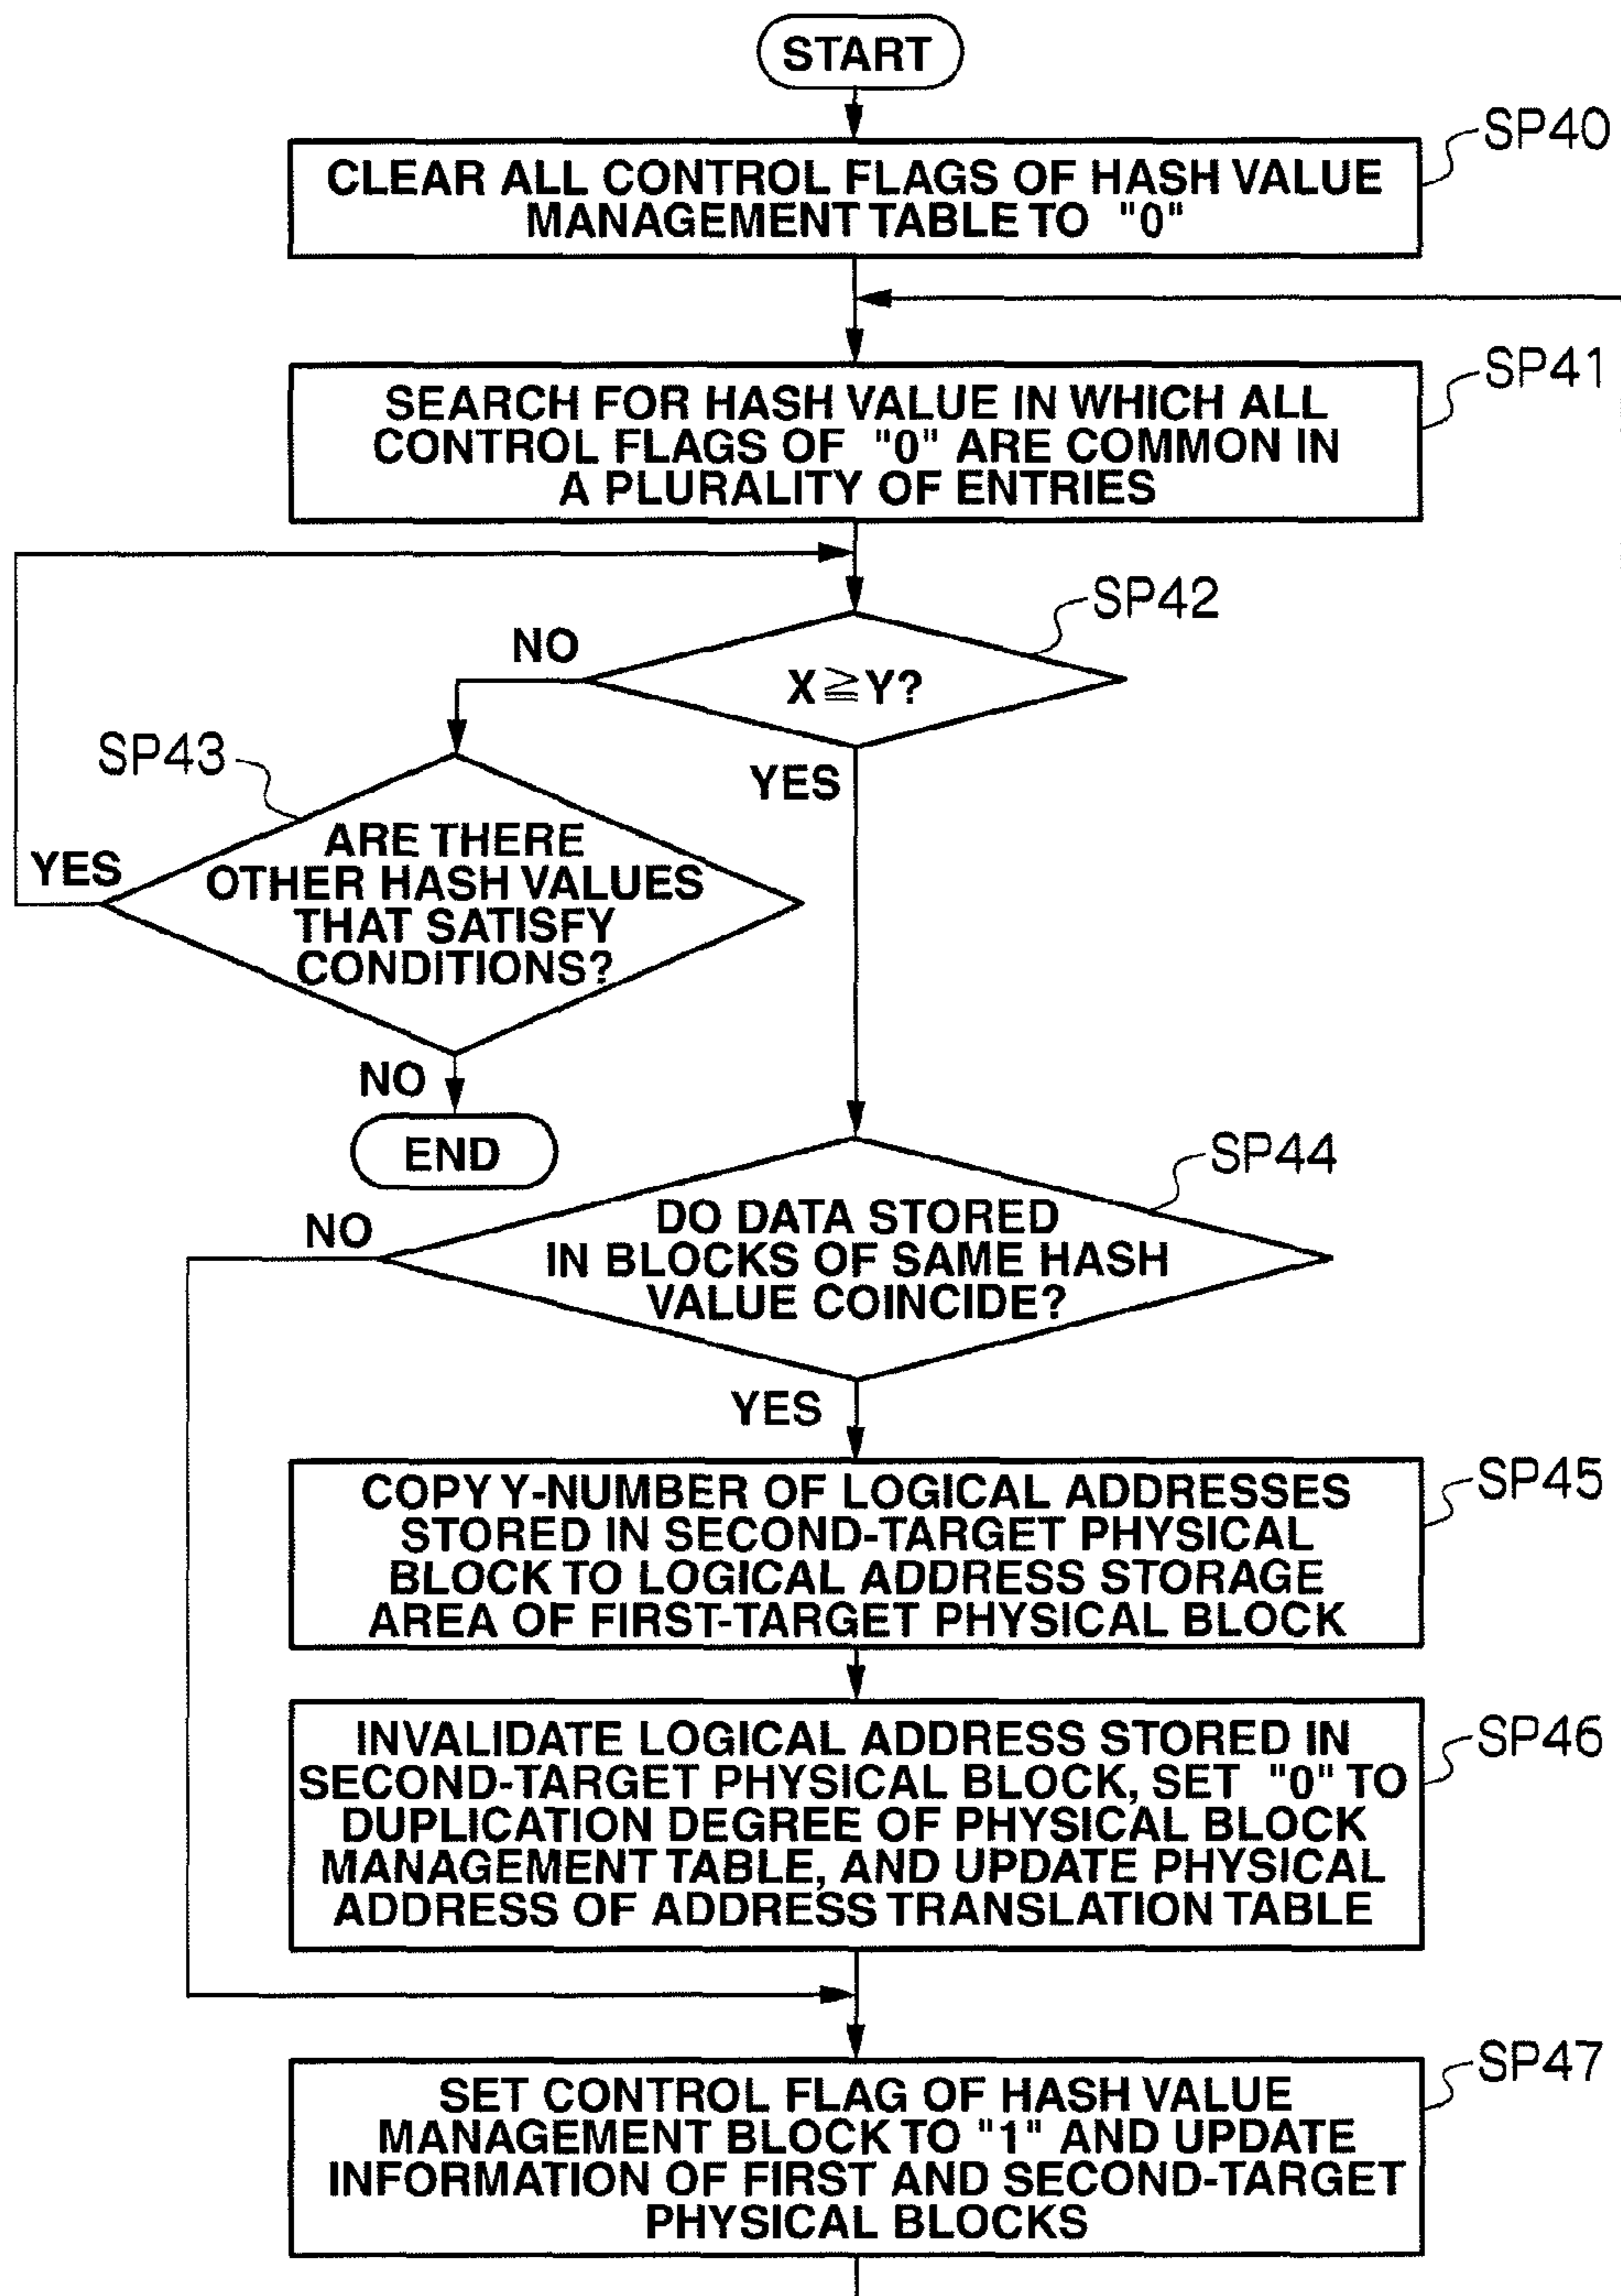 START
SP40
CLEAR ALL CONTROL FLAGS OF HASH VALUE
MANAGEMENT TABLE TO "0"
SP41
SEARCH FOR HASH VALUE IN WHICH ALL
CONTROL FLAGS OF "0" ARE COMMON IN
A PLURALITY OF ENTRIES
SP42
NO
X≧Y?
SP43
YES
ARE THERE
OTHER HASH VALUES
THAT SATISFY
CONDITIONS?
YES
NO
END
SP44
NO
DO DATA STORED
IN BLOCKS OF SAME HASH
VALUE COINCIDE?
YES
SP45
COPY Y-NUMBER OF LOGICAL ADDRESSES
STORED IN SECOND-TARGET PHYSICAL
BLOCK TO LOGICAL ADDRESS STORAGE
AREA OF FIRST-TARGET PHYSICAL BLOCK
SP46
INVALIDATE LOGICAL ADDRESS STORED IN
SECOND-TARGET PHYSICAL BLOCK, SET "0" TO
DUPLICATION DEGREE OF PHYSICAL BLOCK
MANAGEMENT TABLE, AND UPDATE PHYSICAL
ADDRESS OF ADDRESS TRANSLATION TABLE
SP47
SET CONTROL FLAG OF HASH VALUE
MANAGEMENT BLOCK TO "1" AND UPDATE
INFORMATION OF FIRST AND SECOND-TARGET
PHYSICAL BLOCKS